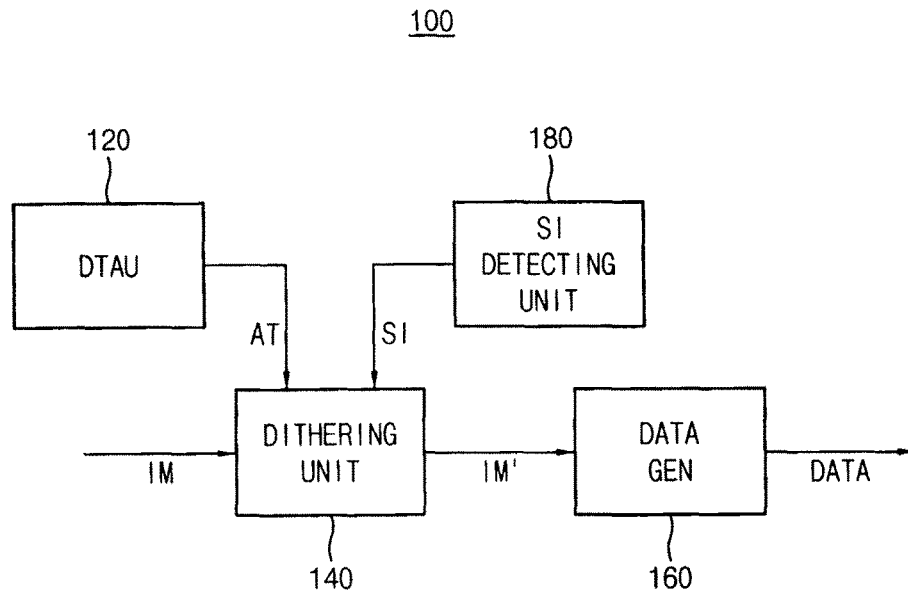 100
120
180
DTAU
SI
DETECTING
UNIT
AT
SI
DITHERING
UNIT
DATA
GEN
IM
IM'
DATA
140
160